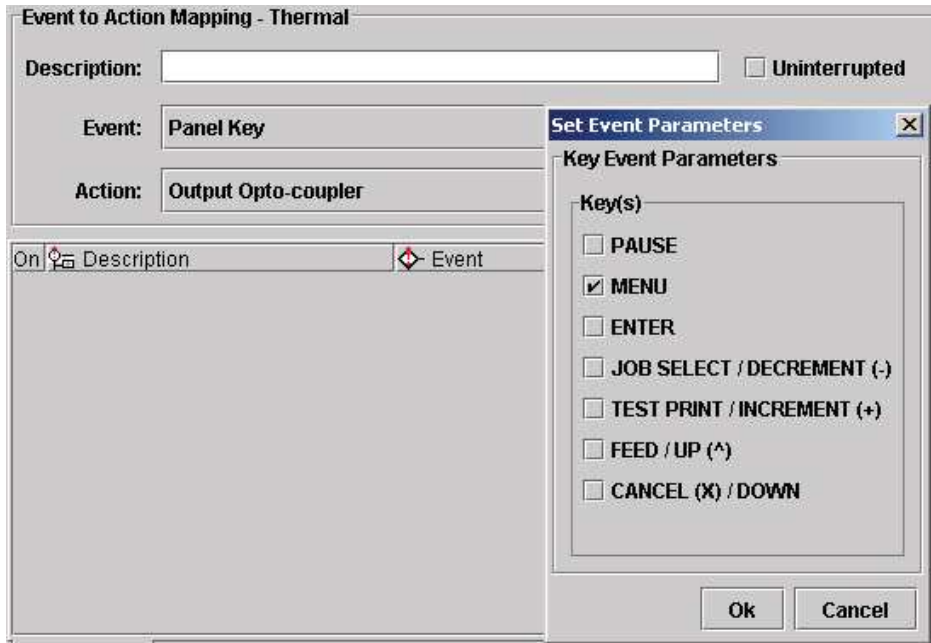 Event to Action Mapping - Thermal
Description:
Uninterrupted
Event: Panel Key
Action: Output Opto-coupler
On Description Event
Set Event Parameters
Key Event Parameters
Key(s)
PAUSE
MENU
ENTER
JOB SELECT / DECREMENT (-)
TEST PRINT / INCREMENT (+)
FEED / UP (^)
CANCEL (X) / DOWN
Ok Cancel